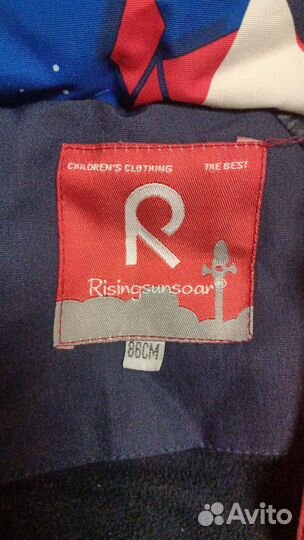 CHILDREN'S CLOTHING THE BEST
R
Risingsunsoar®
86CM
Avito